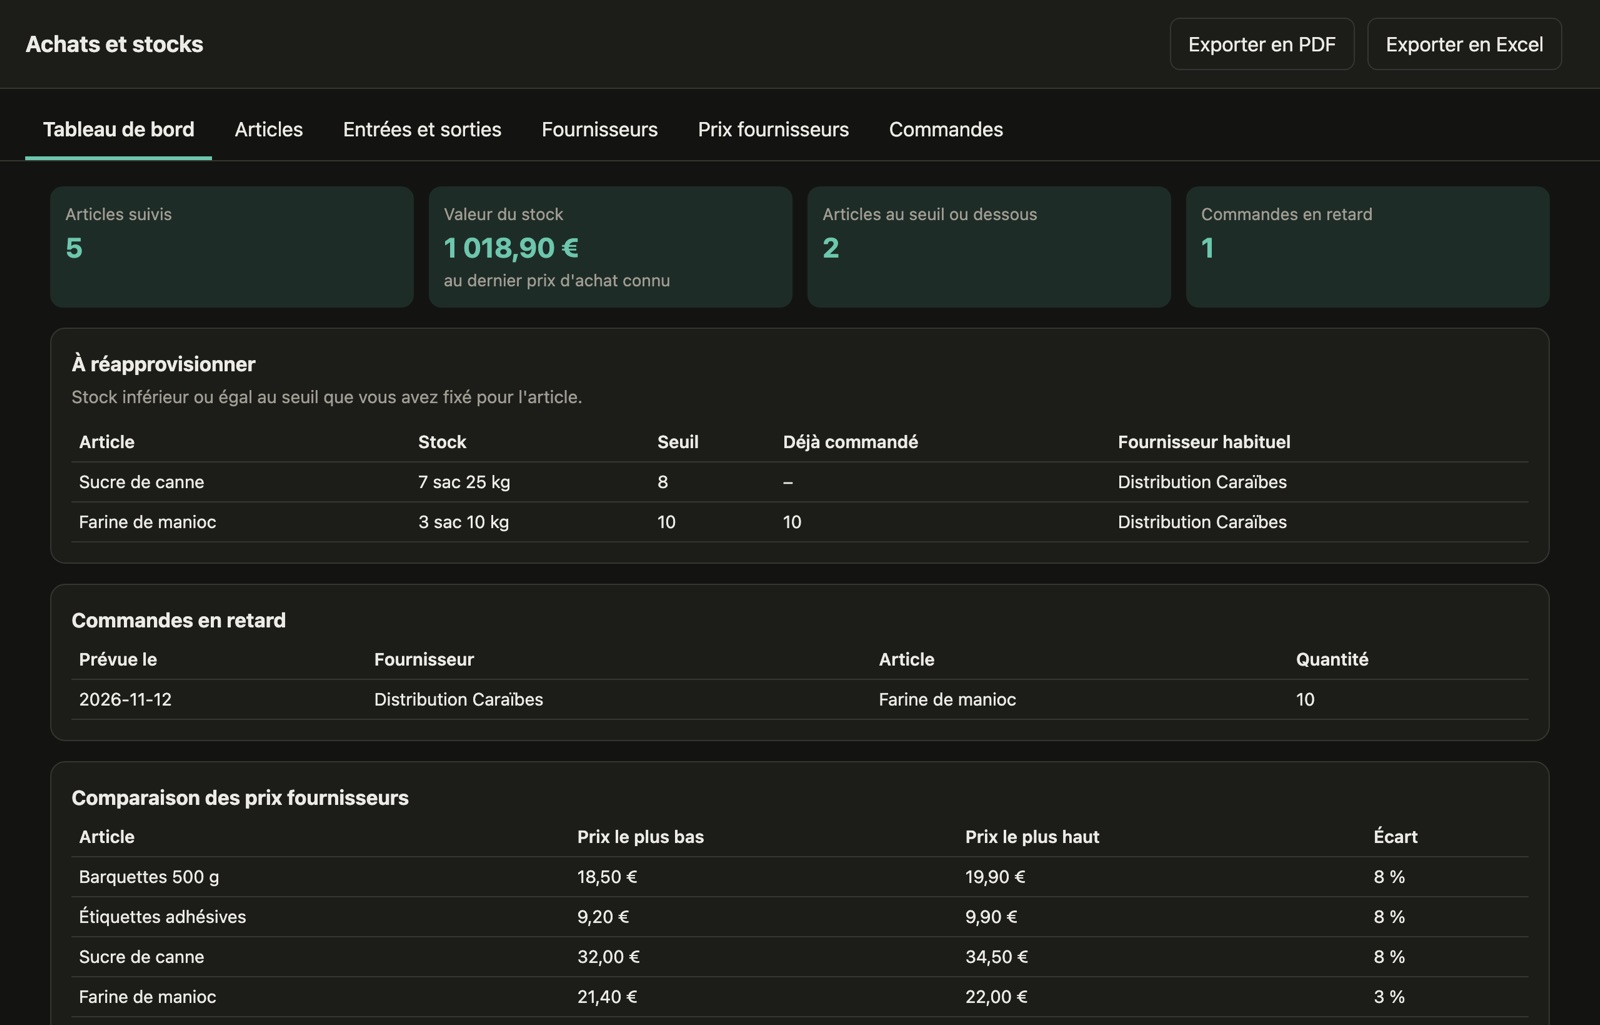 Achats et stocks
Exporter en PDF
Exporter en Excel
Tableau de bord
Articles
Entrées et sorties
Fournisseurs
Prix fournisseurs
Commandes
Articles suivis
5
Valeur du stock
1 018,90 €
au dernier prix d'achat connu
Articles au seuil ou dessous
2
Commandes en retard
1
À réapprovisionner
Stock inférieur ou égal au seuil que vous avez fixé pour l'article.
Article Stock Seuil Déjà commandé Fournisseur habituel
Sucre de canne 7 sac 25 kg 8 – Distribution Caraïbes
Farine de manioc 3 sac 10 kg 10 10 Distribution Caraïbes
Commandes en retard
Prévue le Fournisseur Article Quantité
2026-11-12 Distribution Caraïbes Farine de manioc 10
Comparaison des prix fournisseurs
Article Prix le plus bas Prix le plus haut Écart
Barquettes 500 g 18,50 € 19,90 € 8 %
Étiquettes adhésives 9,20 € 9,90 € 8 %
Sucre de canne 32,00 € 34,50 € 8 %
Farine de manioc 21,40 € 22,00 € 3 %